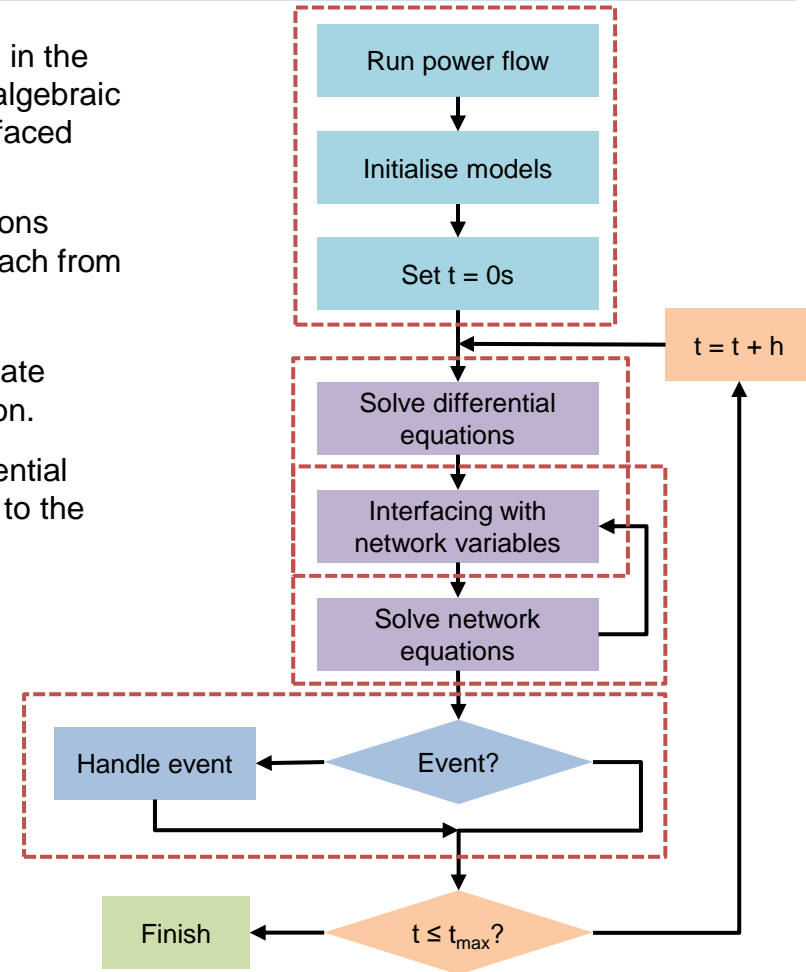 in the
algebraic
faced
ons
ach from
ate
on.
ential
to the
Run power flow
Initialise models
Set t = 0s
t = t + h
Solve differential
equations
Interfacing with
network variables
Solve network
equations
Handle event
Event?
Finish
t ≤ tmax?